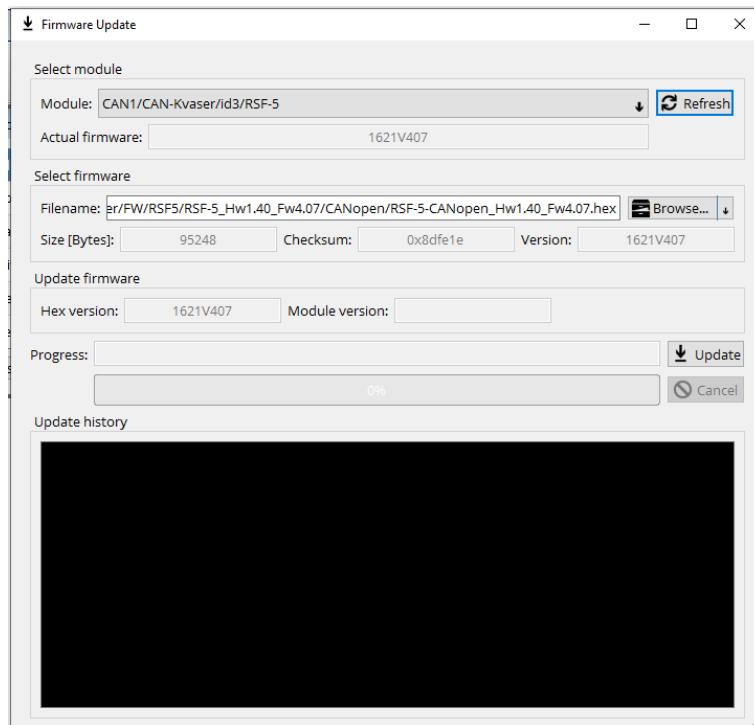 Firmware Update
Select module
Module: CAN1/CAN-Kvaser/id3/RSF-5 Refresh
Actual firmware: 1621V407
Select firmware
Filename: er/FW/RSF5/RSF-5_Hw1.40_Fw4.07/CANopen/RSF-5-CANopen_Hw1.40_Fw4.07.hex Browse...
Size [Bytes]: 95248 Checksum: 0x8dfe1e Version: 1621V407
Update firmware
Hex version: 1621V407 Module version:
Progress: Update
0% Cancel
Update history